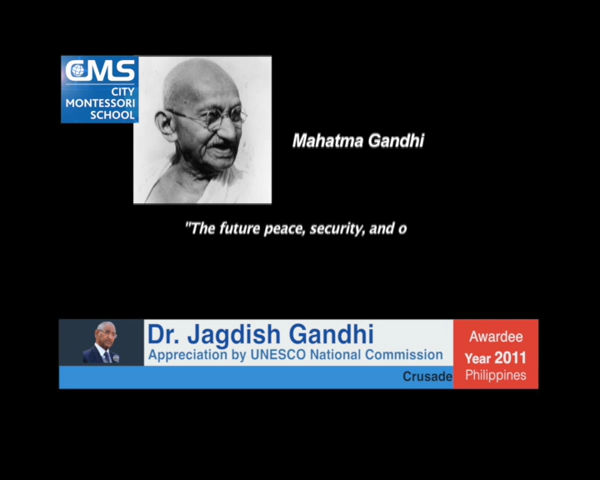 CMS
CITY
MONTESSORI
SCHOOL
Mahatma Gandhi
"The future peace, security, and o
Dr. Jagdish Gandhi
Appreciation by UNESCO National Commission
Crusade
Awardee
Year 2011
Philippines